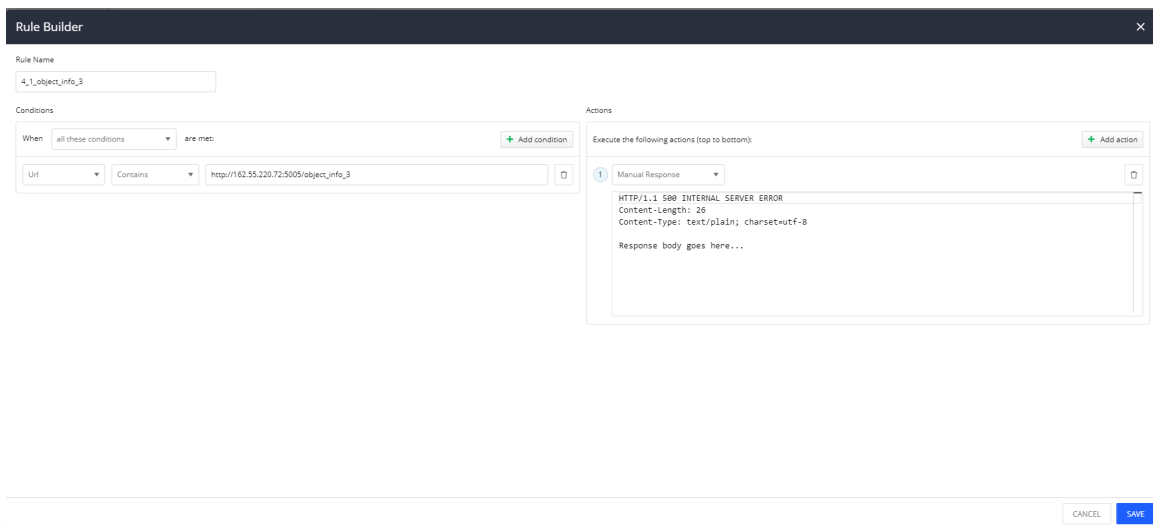 Rule Builder
Rule Name
4_1_object_info_3
Conditions
When all these conditions are met: + Add condition
Url Contains http://162.55.220.72:5005/object_info_3
Actions
Execute the following actions (top to bottom): + Add action
1 Manual Response
HTTP/1.1 500 INTERNAL SERVER ERROR
Content-Length: 26
Content-Type: text/plain; charset=utf-8
Response body goes here...
CANCEL SAVE